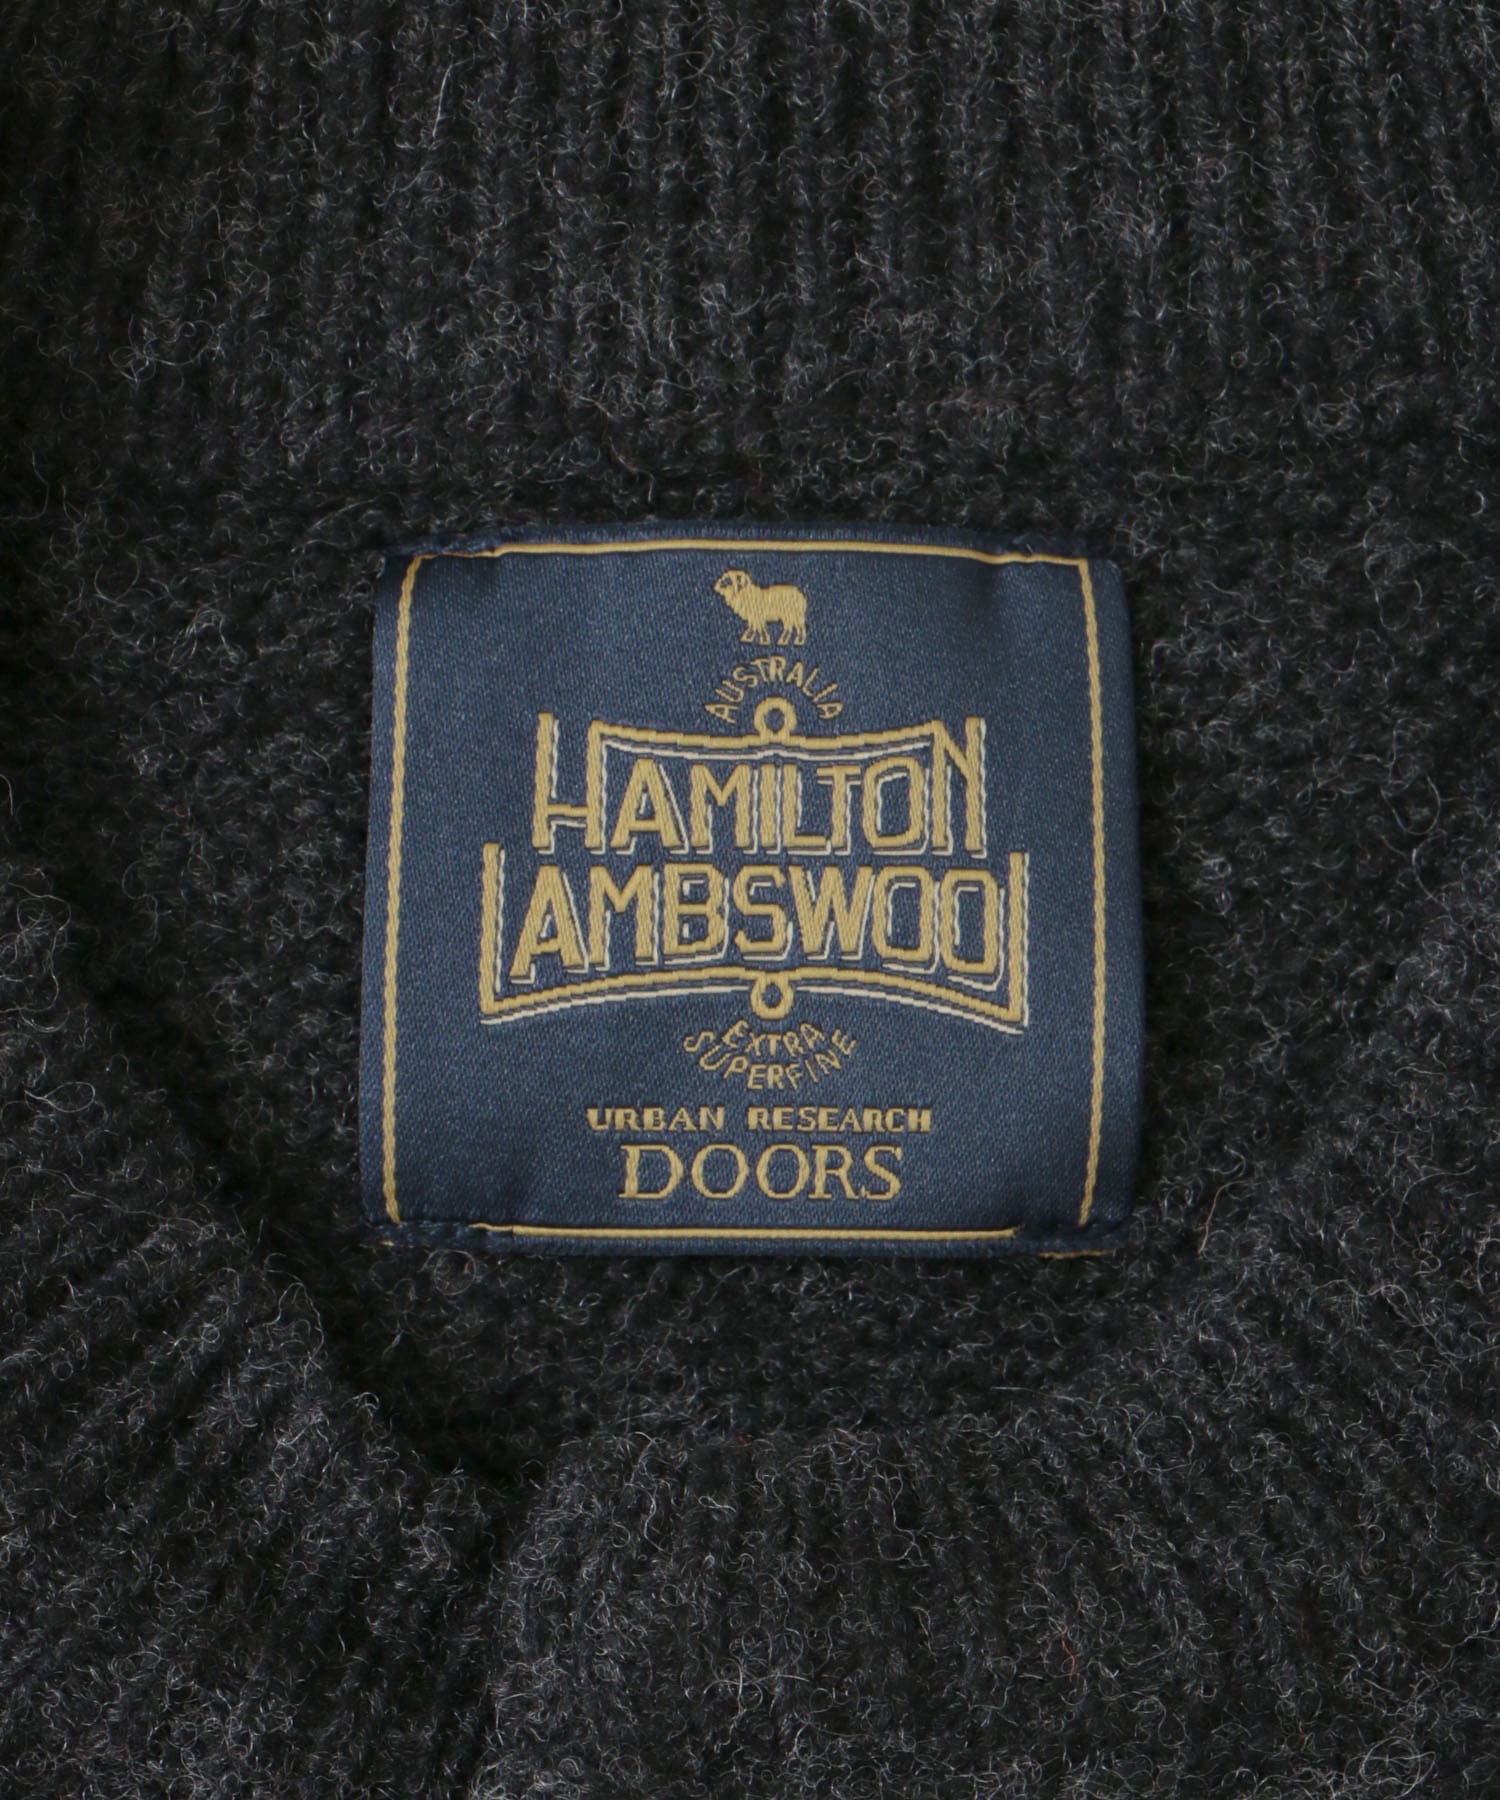 AUSTRALIA
HAMILTON
LAMBSWOOL
EXTRA
SUPERFINE
URBAN RESEARCH
DOORS